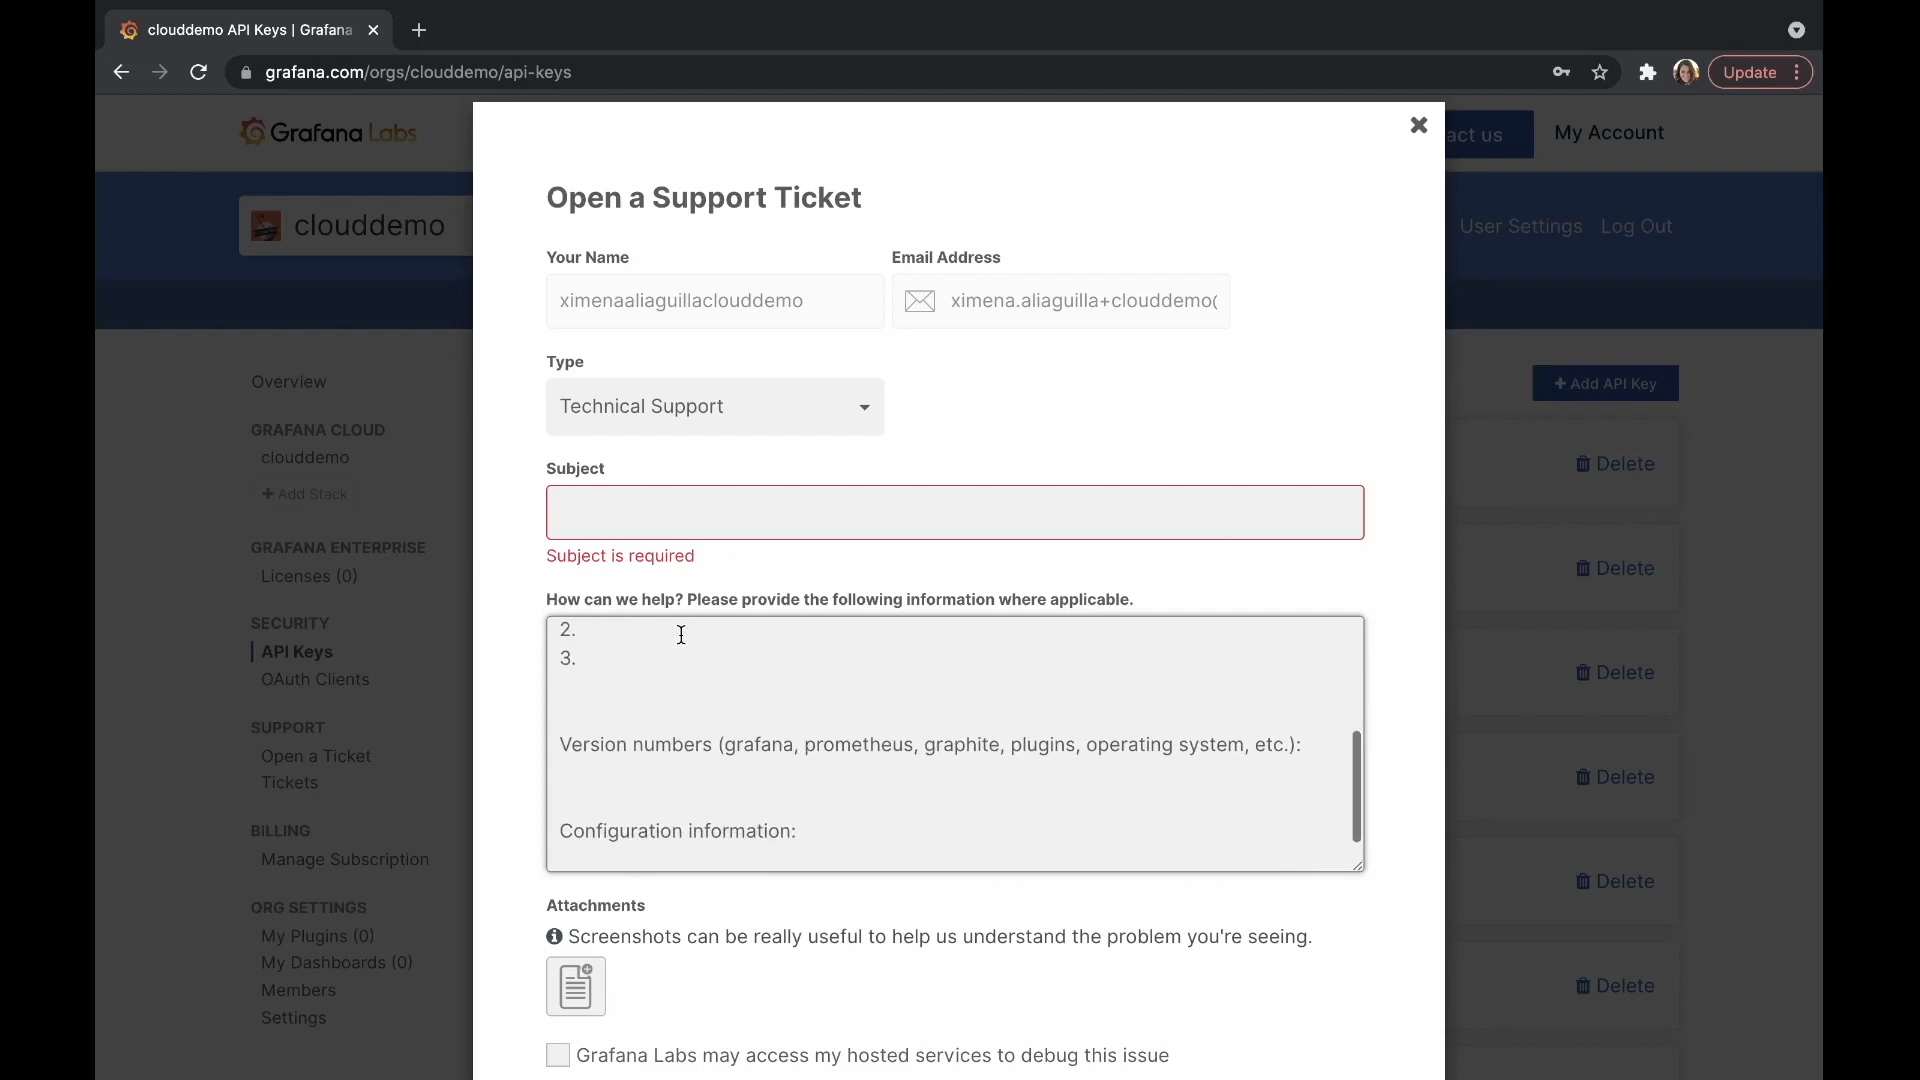 clouddemo API Keys | Grafana
grafana.com/orgs/clouddemo/api-keys
Update
Grafana Labs
act us
My Account
clouddemo
User Settings
Log Out
Overview
GRAFANA CLOUD
clouddemo
+ Add Stack
GRAFANA ENTERPRISE
Licenses (0)
SECURITY
API Keys
OAuth Clients
SUPPORT
Open a Ticket
Tickets
BILLING
Manage Subscription
ORG SETTINGS
My Plugins (0)
My Dashboards (0)
Members
Settings
Open a Support Ticket
Your Name
Email Address
ximenaaliaguillaclouddemo
ximena.aliaguilla+clouddemo(
Type
Technical Support
Subject
Subject is required
How can we help? Please provide the following information where applicable.
2.
3.
Version numbers (grafana, prometheus, graphite, plugins, operating system, etc.):
Configuration information:
Attachments
Screenshots can be really useful to help us understand the problem you're seeing.
Grafana Labs may access my hosted services to debug this issue
+ Add API Key
Delete
Delete
Delete
Delete
Delete
Delete